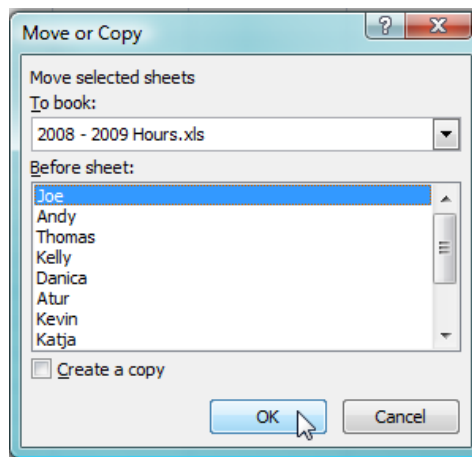 Move or Copy
Move selected sheets
To book:
2008 - 2009 Hours.xls
Before sheet:
Joe
Andy
Thomas
Kelly
Danica
Atur
Kevin
Katja
Create a copy
OK Cancel